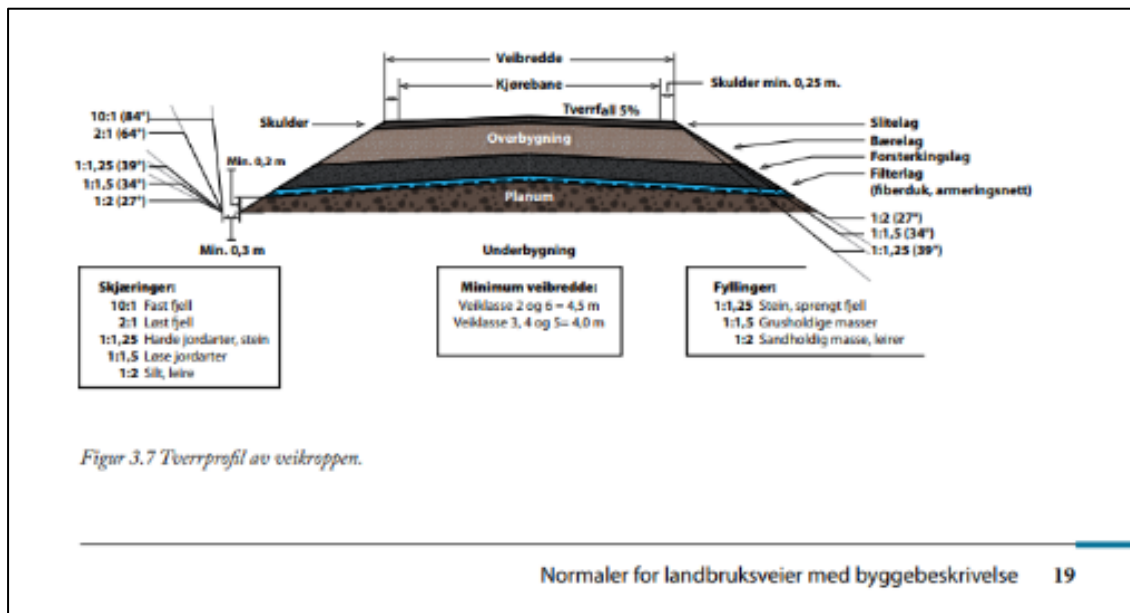 Veibredde
Kjørebane
Skulder min. 0,25 m.
Tverrfall 5%
10:1 (84°)
2:1 (64°)
1:1,25 (39°)
1:1,5 (34°)
1:2 (27°)
Skulder
Min. 0,2 m
Min. 0,3 m
Overbygning
Planum
Underbygning
Slitelag
Bærelag
Forsterkingslag
Filterlag
(fiberduk, armeringsnett)
1:2 (27°)
1:1,5 (34°)
1:1,25 (39°)
Skjæringer:
10:1 Fast fjell
2:1 Løst fjell
1:1,25 Harde jordarter, stein
1:1,5 Løse jordarter
1:2 Silt, leire
Minimum veibredde:
Veiklasse 2 og 6 = 4,5 m
Veiklasse 3, 4 og 5= 4,0 m
Fyllinger:
1:1,25 Stein, sprengt fjell
1:1,5 Grusholdige masser
1:2 Sandholdig masse, leirer
Figur 3.7 Tverrprofil av veikroppen.
Normaler for landbruksveier med byggebeskrivelse 19